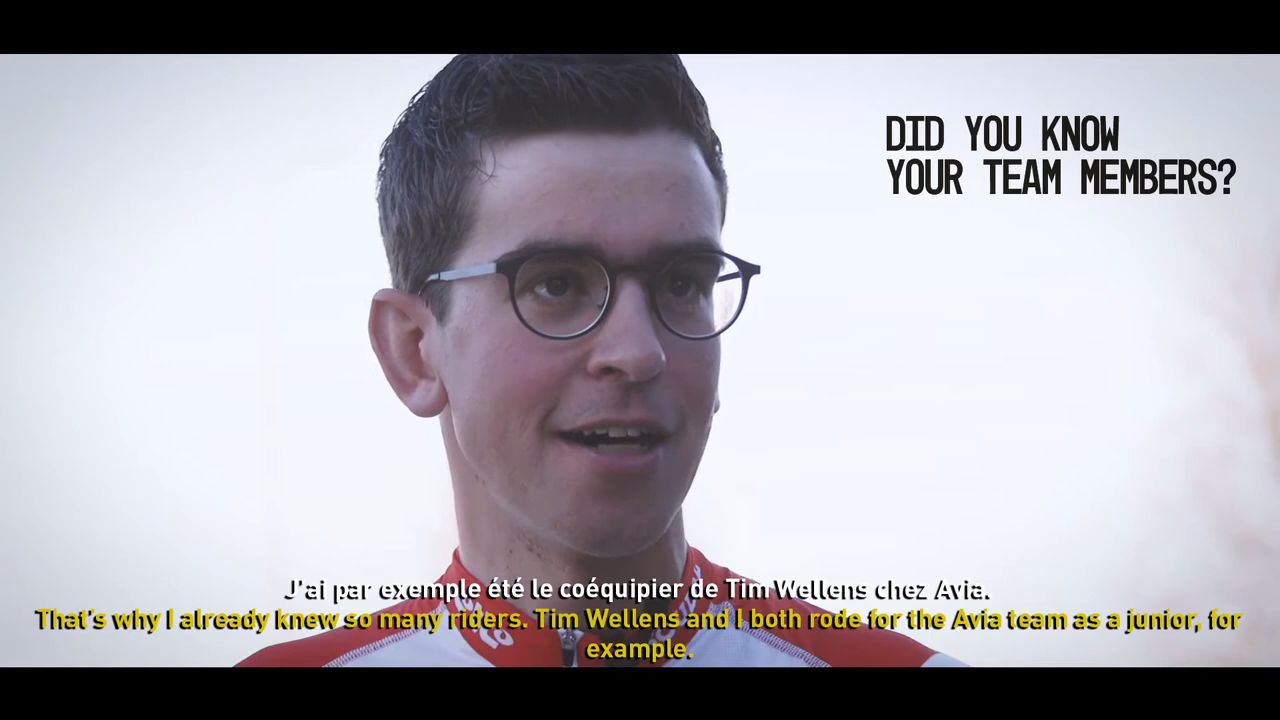 DID YOU KNOW
YOUR TEAM MEMBERS?
J'ai par exemple été le coéquipier de Tim Wellens chez Avia.
That's why I already knew so many riders. Tim Wellens and I both rode for the Avia team as a junior, for
example.